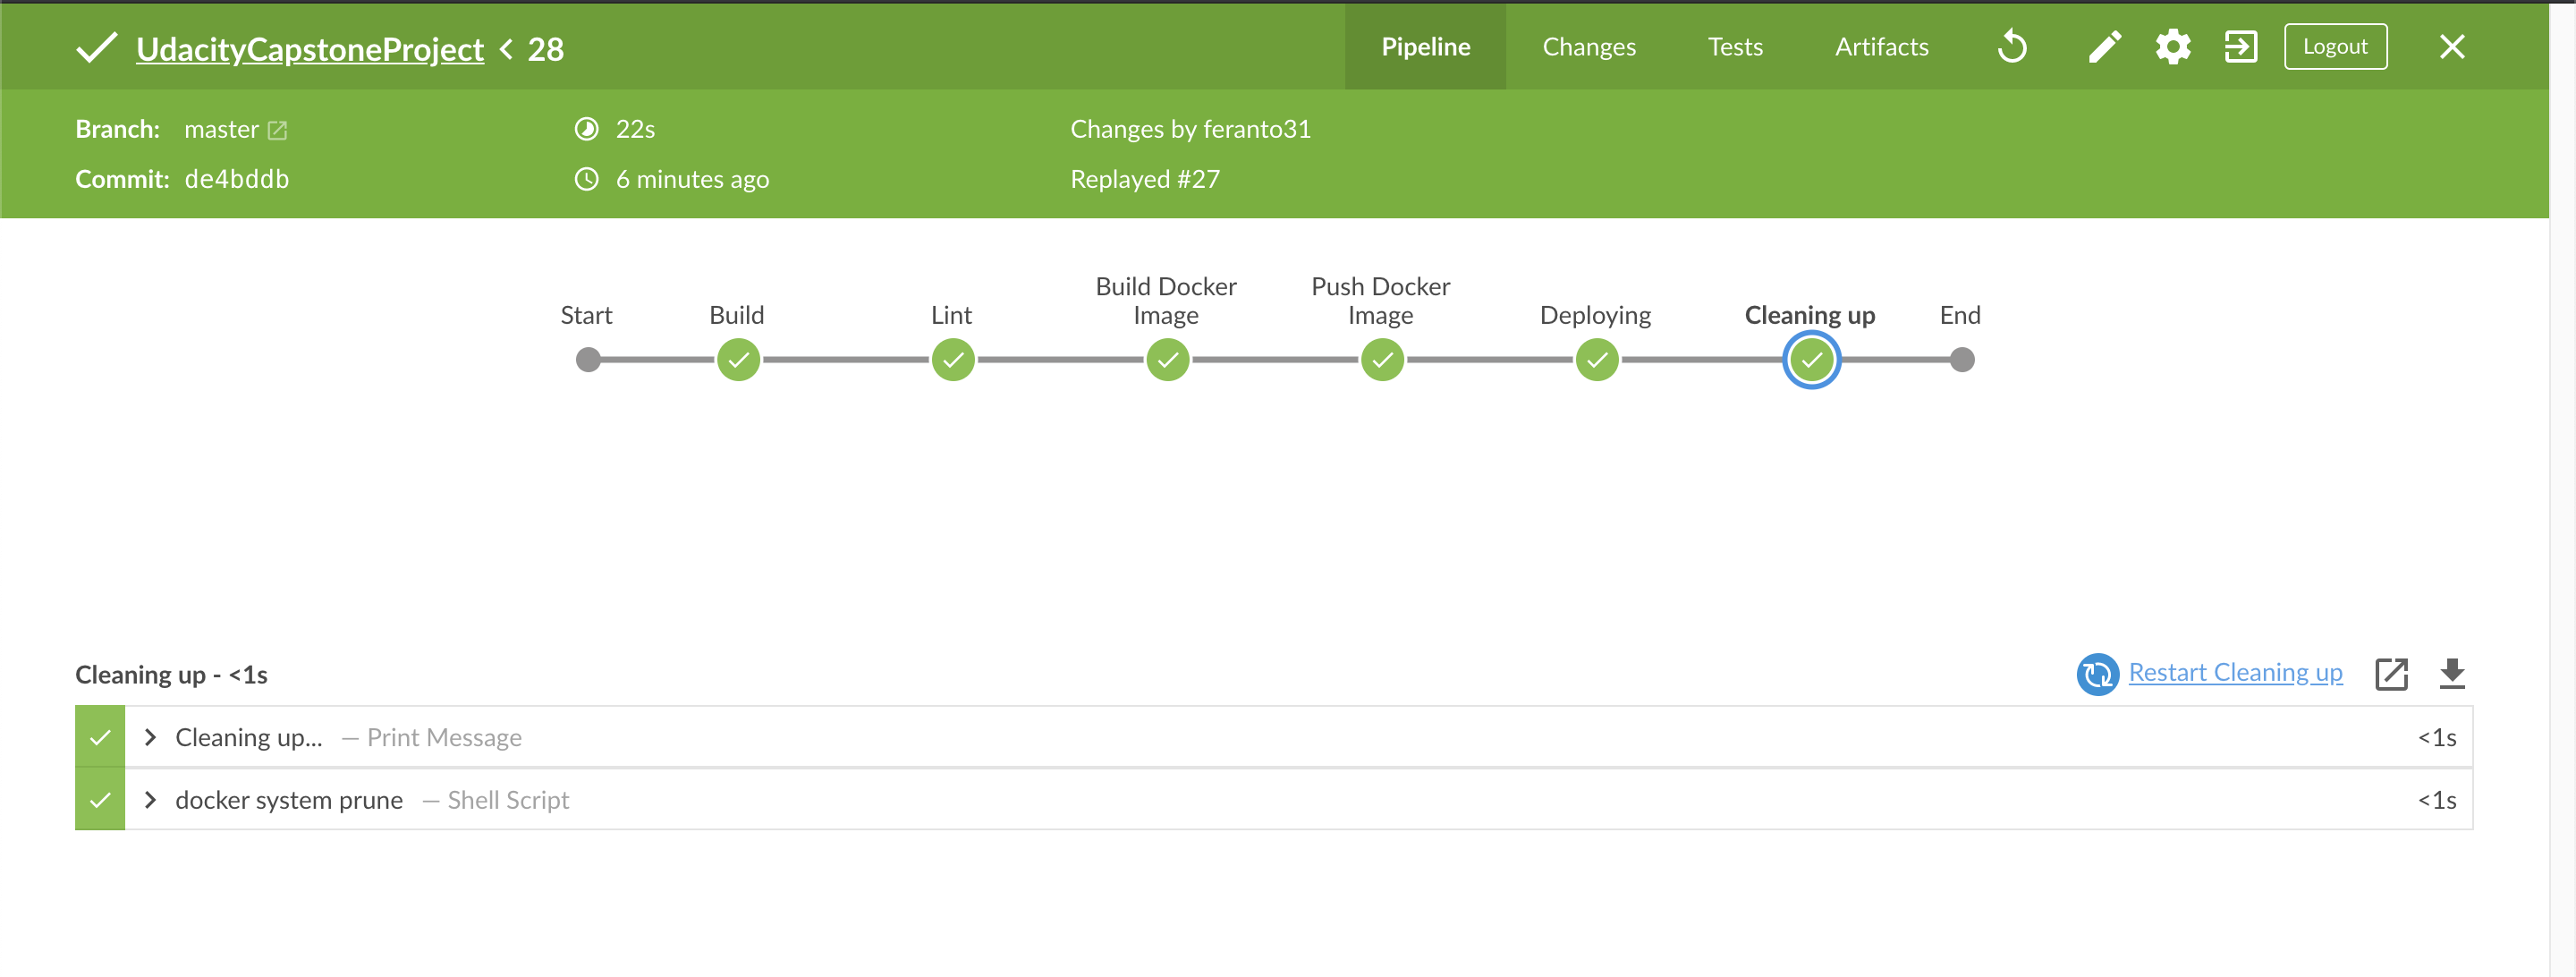 UdacityCapstoneProject < 28
Pipeline
Changes
Tests
Artifacts
Logout
Branch: master
22s
Changes by feranto31
Commit: de4bddb
6 minutes ago
Replayed #27
Start
Build
Lint
Build Docker
Image
Push Docker
Image
Deploying
Cleaning up
End
Cleaning up - <1s
Restart Cleaning up
Cleaning up... — Print Message
<1s
docker system prune — Shell Script
<1s